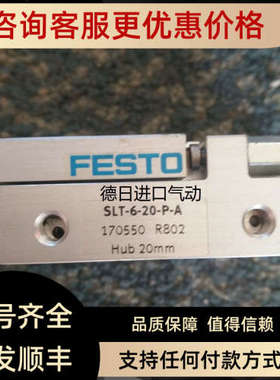 咨询客服更优惠价格
FESTO
德日进口气动
SLT-6-20-P-A
170550 R802
Hub 20mm
号齐全 品质保障 值得信赖
发顺丰 支持任何付款方式